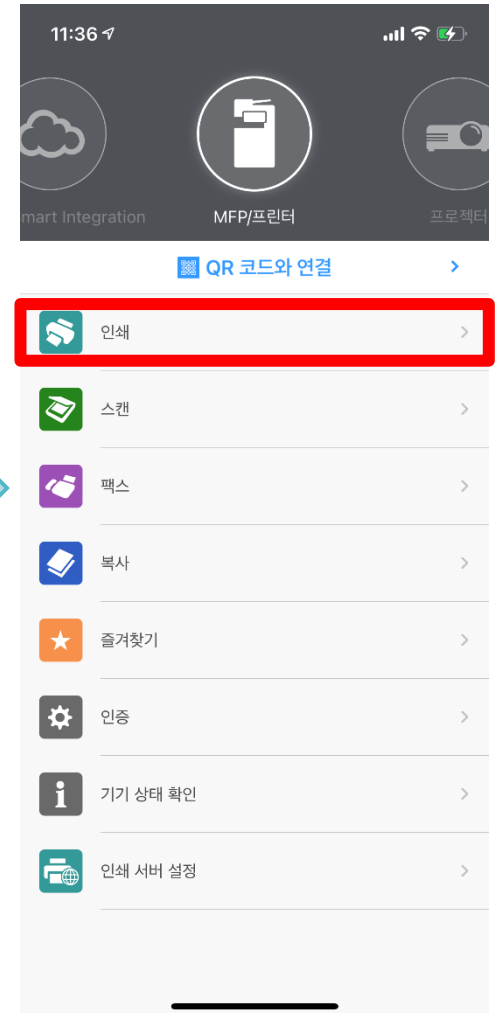 11:36
mart Integration
MFP/프린터
프로젝터
QR 코드와 연결
인쇄
스캔
팩스
복사
즐겨찾기
인증
기기 상태 확인
인쇄 서버 설정